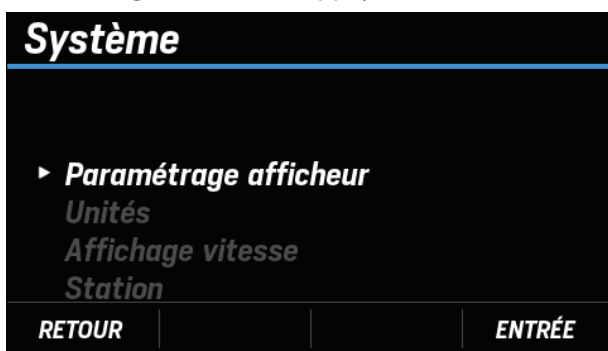 Système
Paramétrage afficheur
Unités
Affichage vitesse
Station
RETOUR ENTRÉE